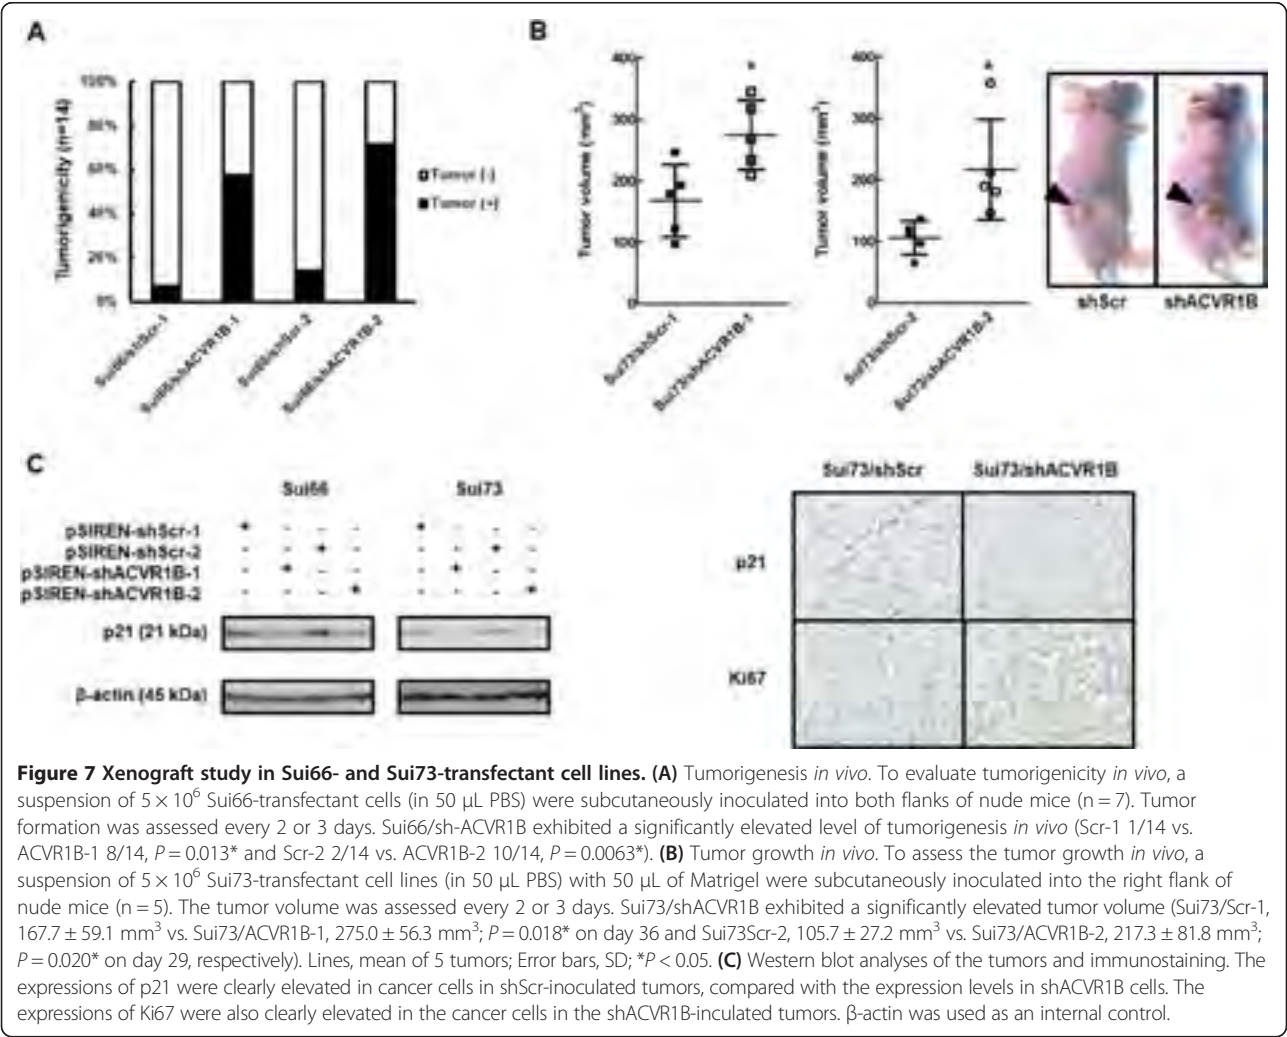 A
B
100%
80%
60%
40%
20%
0%
Tumorigenicity (n=14)
Tumor (-)
Tumor (+)
Sui66/shScr-1
Sui66/shACVR1B-1
Sui66/shScr-2
Sui66/shACVR1B-2
400
300
200
100
0
Tumor volume (mm³)
*
Sui73/shScr-1
Sui73/shACVR1B-1
400
300
200
100
0
Tumor volume (mm³)
*
Sui73/shScr-2
Sui73/shACVR1B-2
shScr shACVR1B
C
Sui66 Sui73
pSIREN-shScr-1 + - - - + - - -
pSIREN-shScr-2 - - + - - - + -
pSIREN-shACVR1B-1 - + - - - + - -
pSIREN-shACVR1B-2 - - - + - - - +
p21 (21 kDa)
β-actin (45 kDa)
Sui73/shScr Sui73/shACVR1B
p21
Ki67
Figure 7 Xenograft study in Sui66- and Sui73-transfectant cell lines. (A) Tumorigenesis in vivo. To evaluate tumorigenicity in vivo, a
suspension of 5 × 10⁶ Sui66-transfectant cells (in 50 μL PBS) were subcutaneously inoculated into both flanks of nude mice (n = 7). Tumor
formation was assessed every 2 or 3 days. Sui66/sh-ACVR1B exhibited a significantly elevated level of tumorigenesis in vivo (Scr-1 1/14 vs.
ACVR1B-1 8/14, P = 0.013* and Scr-2 2/14 vs. ACVR1B-2 10/14, P = 0.0063*). (B) Tumor growth in vivo. To assess the tumor growth in vivo, a
suspension of 5 × 10⁶ Sui73-transfectant cell lines (in 50 μL PBS) with 50 μL of Matrigel were subcutaneously inoculated into the right flank of
nude mice (n = 5). The tumor volume was assessed every 2 or 3 days. Sui73/shACVR1B exhibited a significantly elevated tumor volume (Sui73/Scr-1,
167.7 ± 59.1 mm³ vs. Sui73/ACVR1B-1, 275.0 ± 56.3 mm³; P = 0.018* on day 36 and Sui73Scr-2, 105.7 ± 27.2 mm³ vs. Sui73/ACVR1B-2, 217.3 ± 81.8 mm³;
P = 0.020* on day 29, respectively). Lines, mean of 5 tumors; Error bars, SD; *P < 0.05. (C) Western blot analyses of the tumors and immunostaining. The
expressions of p21 were clearly elevated in cancer cells in shScr-inoculated tumors, compared with the expression levels in shACVR1B cells. The
expressions of Ki67 were also clearly elevated in the cancer cells in the shACVR1B-inculated tumors. β-actin was used as an internal control.